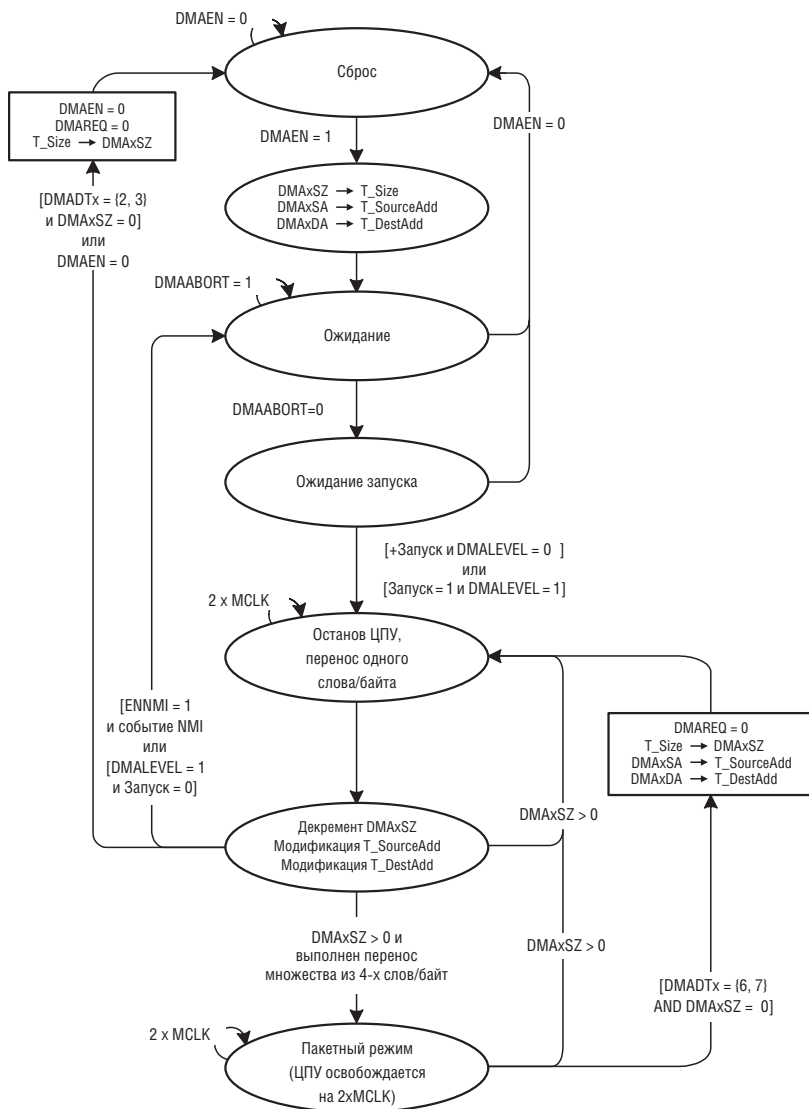 DMAEN = 0
Сброс
DMAEN = 0
DMAREQ = 0
T_Size → DMAxSZ
DMAEN = 1
DMAEN = 0
[DMADTx = {2, 3}
и DMAxSZ = 0]
или
DMAEN = 0
DMAxSZ → T_Size
DMAxSA → T_SourceAdd
DMAxDA → T_DestAdd
DMAABORT = 1
Ожидание
DMAABORT=0
Ожидание запуска
[+Запуск и DMALEVEL = 0 ]
или
[Запуск = 1 и DMALEVEL = 1]
2 x MCLK
Останов ЦПУ,
перенос одного
слова/байта
[ENNMI = 1
и событие NMI
или
[DMALEVEL = 1
и Запуск = 0]
DMAREQ = 0
T_Size → DMAxSZ
DMAxSA → T_SourceAdd
DMAxDA → T_DestAdd
DMAxSZ > 0
Декремент DMAxSZ
Модификация T_SourceAdd
Модификация T_DestAdd
DMAxSZ > 0 и
выполнен перенос
множества из 4-х слов/байт
DMAxSZ > 0
[DMADTx = {6, 7}
AND DMAxSZ = 0]
2 x MCLK
Пакетный режим
(ЦПУ освобождается
на 2xMCLK)